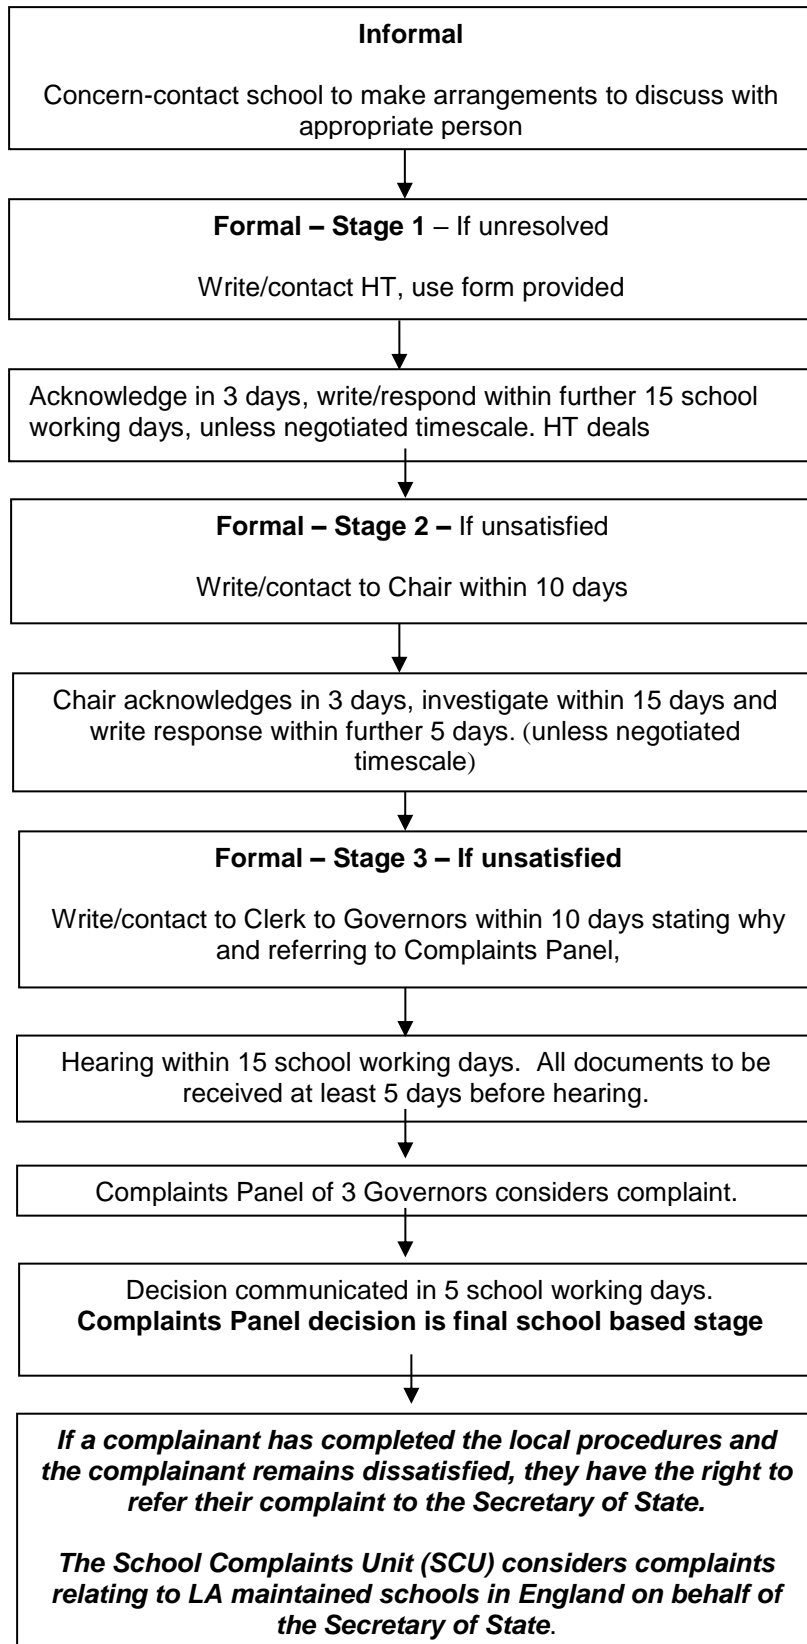 Informal
Concern-contact school to make arrangements to discuss with
appropriate person
Formal – Stage 1 – If unresolved
Write/contact HT, use form provided
Acknowledge in 3 days, write/respond within further 15 school
working days, unless negotiated timescale. HT deals
Formal – Stage 2 – If unsatisfied
Write/contact to Chair within 10 days
Chair acknowledges in 3 days, investigate within 15 days and
write response within further 5 days. (unless negotiated
timescale)
Formal – Stage 3 – If unsatisfied
Write/contact to Clerk to Governors within 10 days stating why
and referring to Complaints Panel,
Hearing within 15 school working days. All documents to be
received at least 5 days before hearing.
Complaints Panel of 3 Governors considers complaint.
Decision communicated in 5 school working days.
Complaints Panel decision is final school based stage
If a complainant has completed the local procedures and
the complainant remains dissatisfied, they have the right to
refer their complaint to the Secretary of State.
The School Complaints Unit (SCU) considers complaints
relating to LA maintained schools in England on behalf of
the Secretary of State.